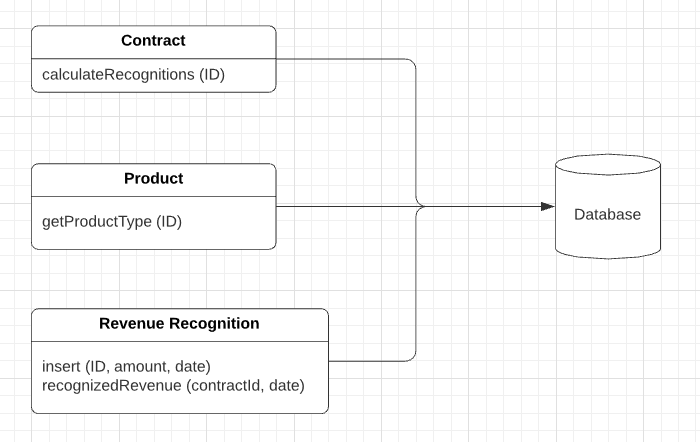 Contract
calculateRecognitions (ID)
Product
getProductType (ID)
Database
Revenue Recognition
insert (ID, amount, date)
recognizedRevenue (contractId, date)